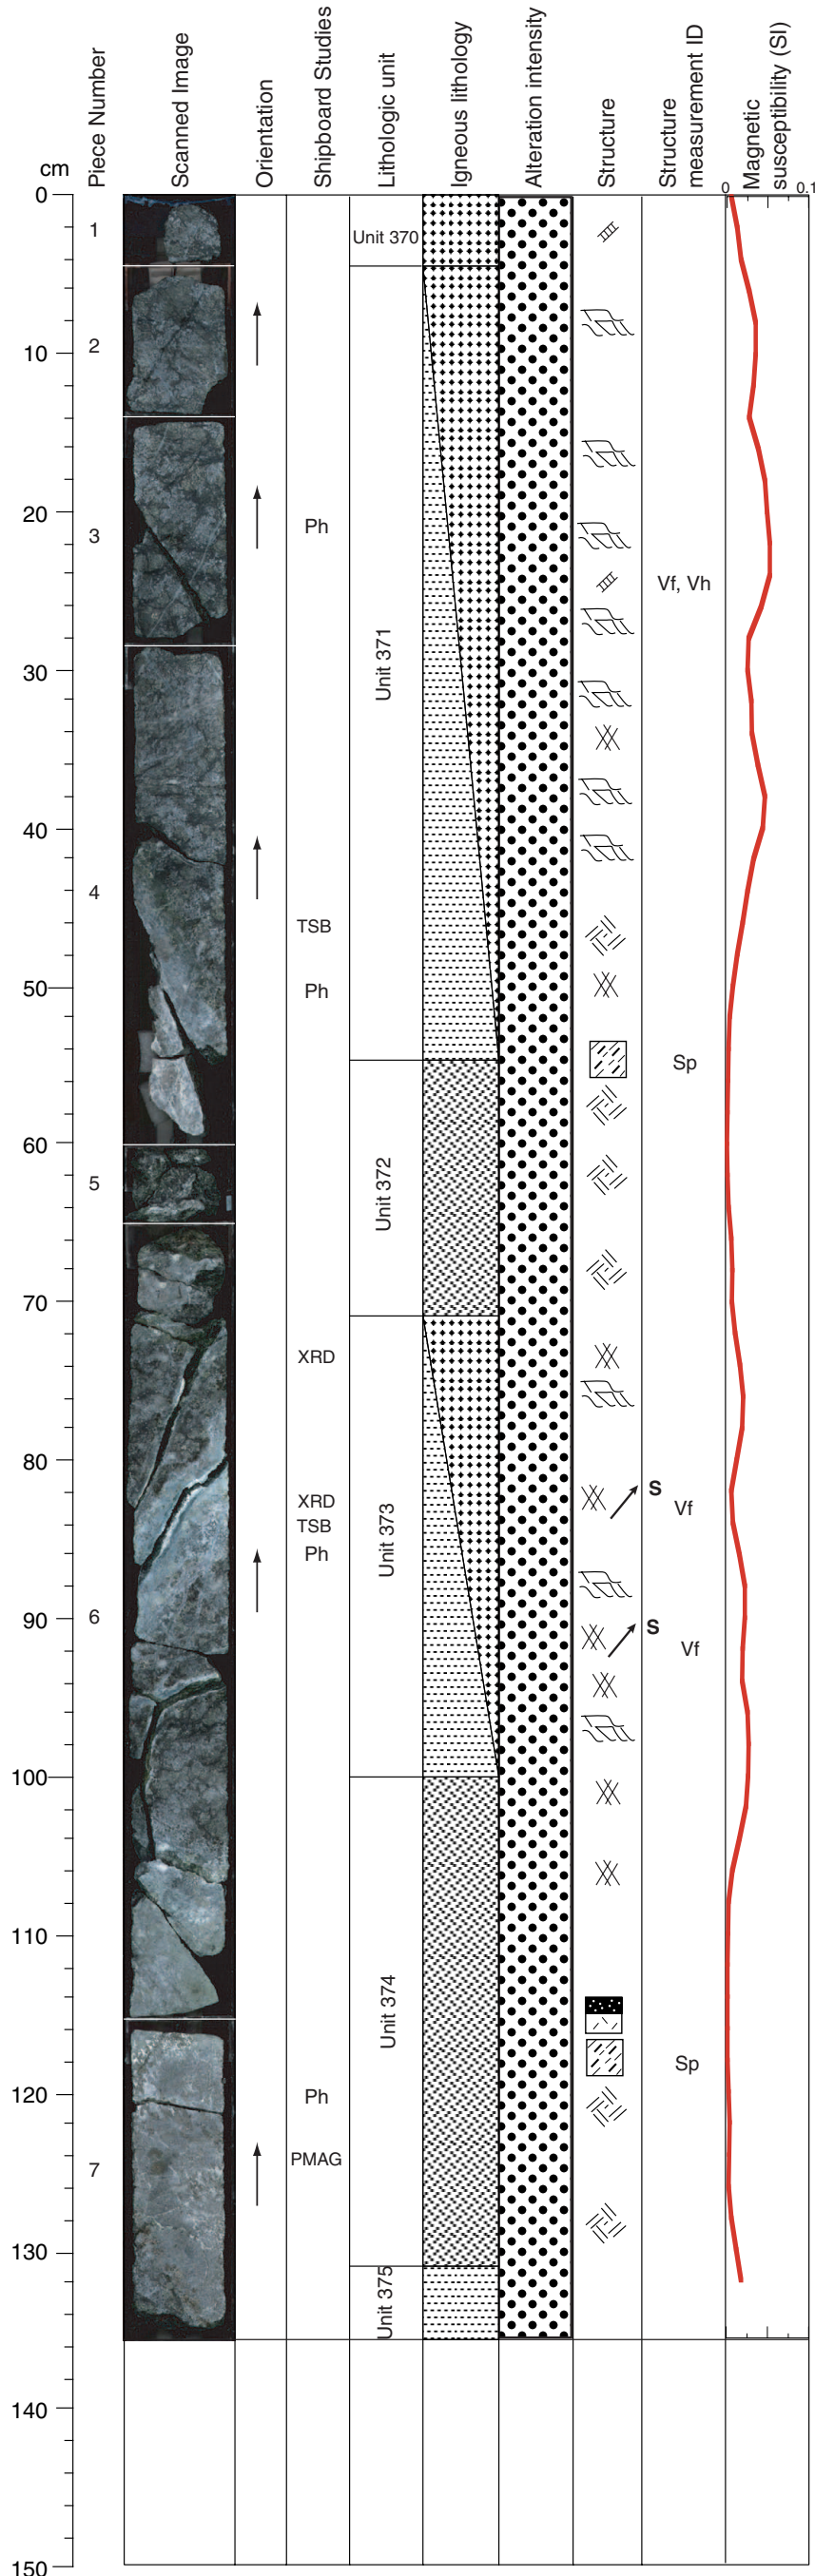 cm
Piece Number
Scanned Image
Orientation
Shipboard Studies
Lithologic unit
Igneous lithology
Alteration intensity
Structure
Structure
measurement ID
Magnetic
susceptibility (SI)
0 0.1
0
1
Unit 370
2
10
20
3
Ph
Vf, Vh
30
Unit 371
40
4
TSB
50
Ph
Sp
60
5
Unit 372
70
XRD
80
XRD
S
Vf
TSB
Unit 373
Ph
90
6
S
Vf
100
110
Unit 374
Sp
120
Ph
PMAG
7
130
Unit 375
140
150